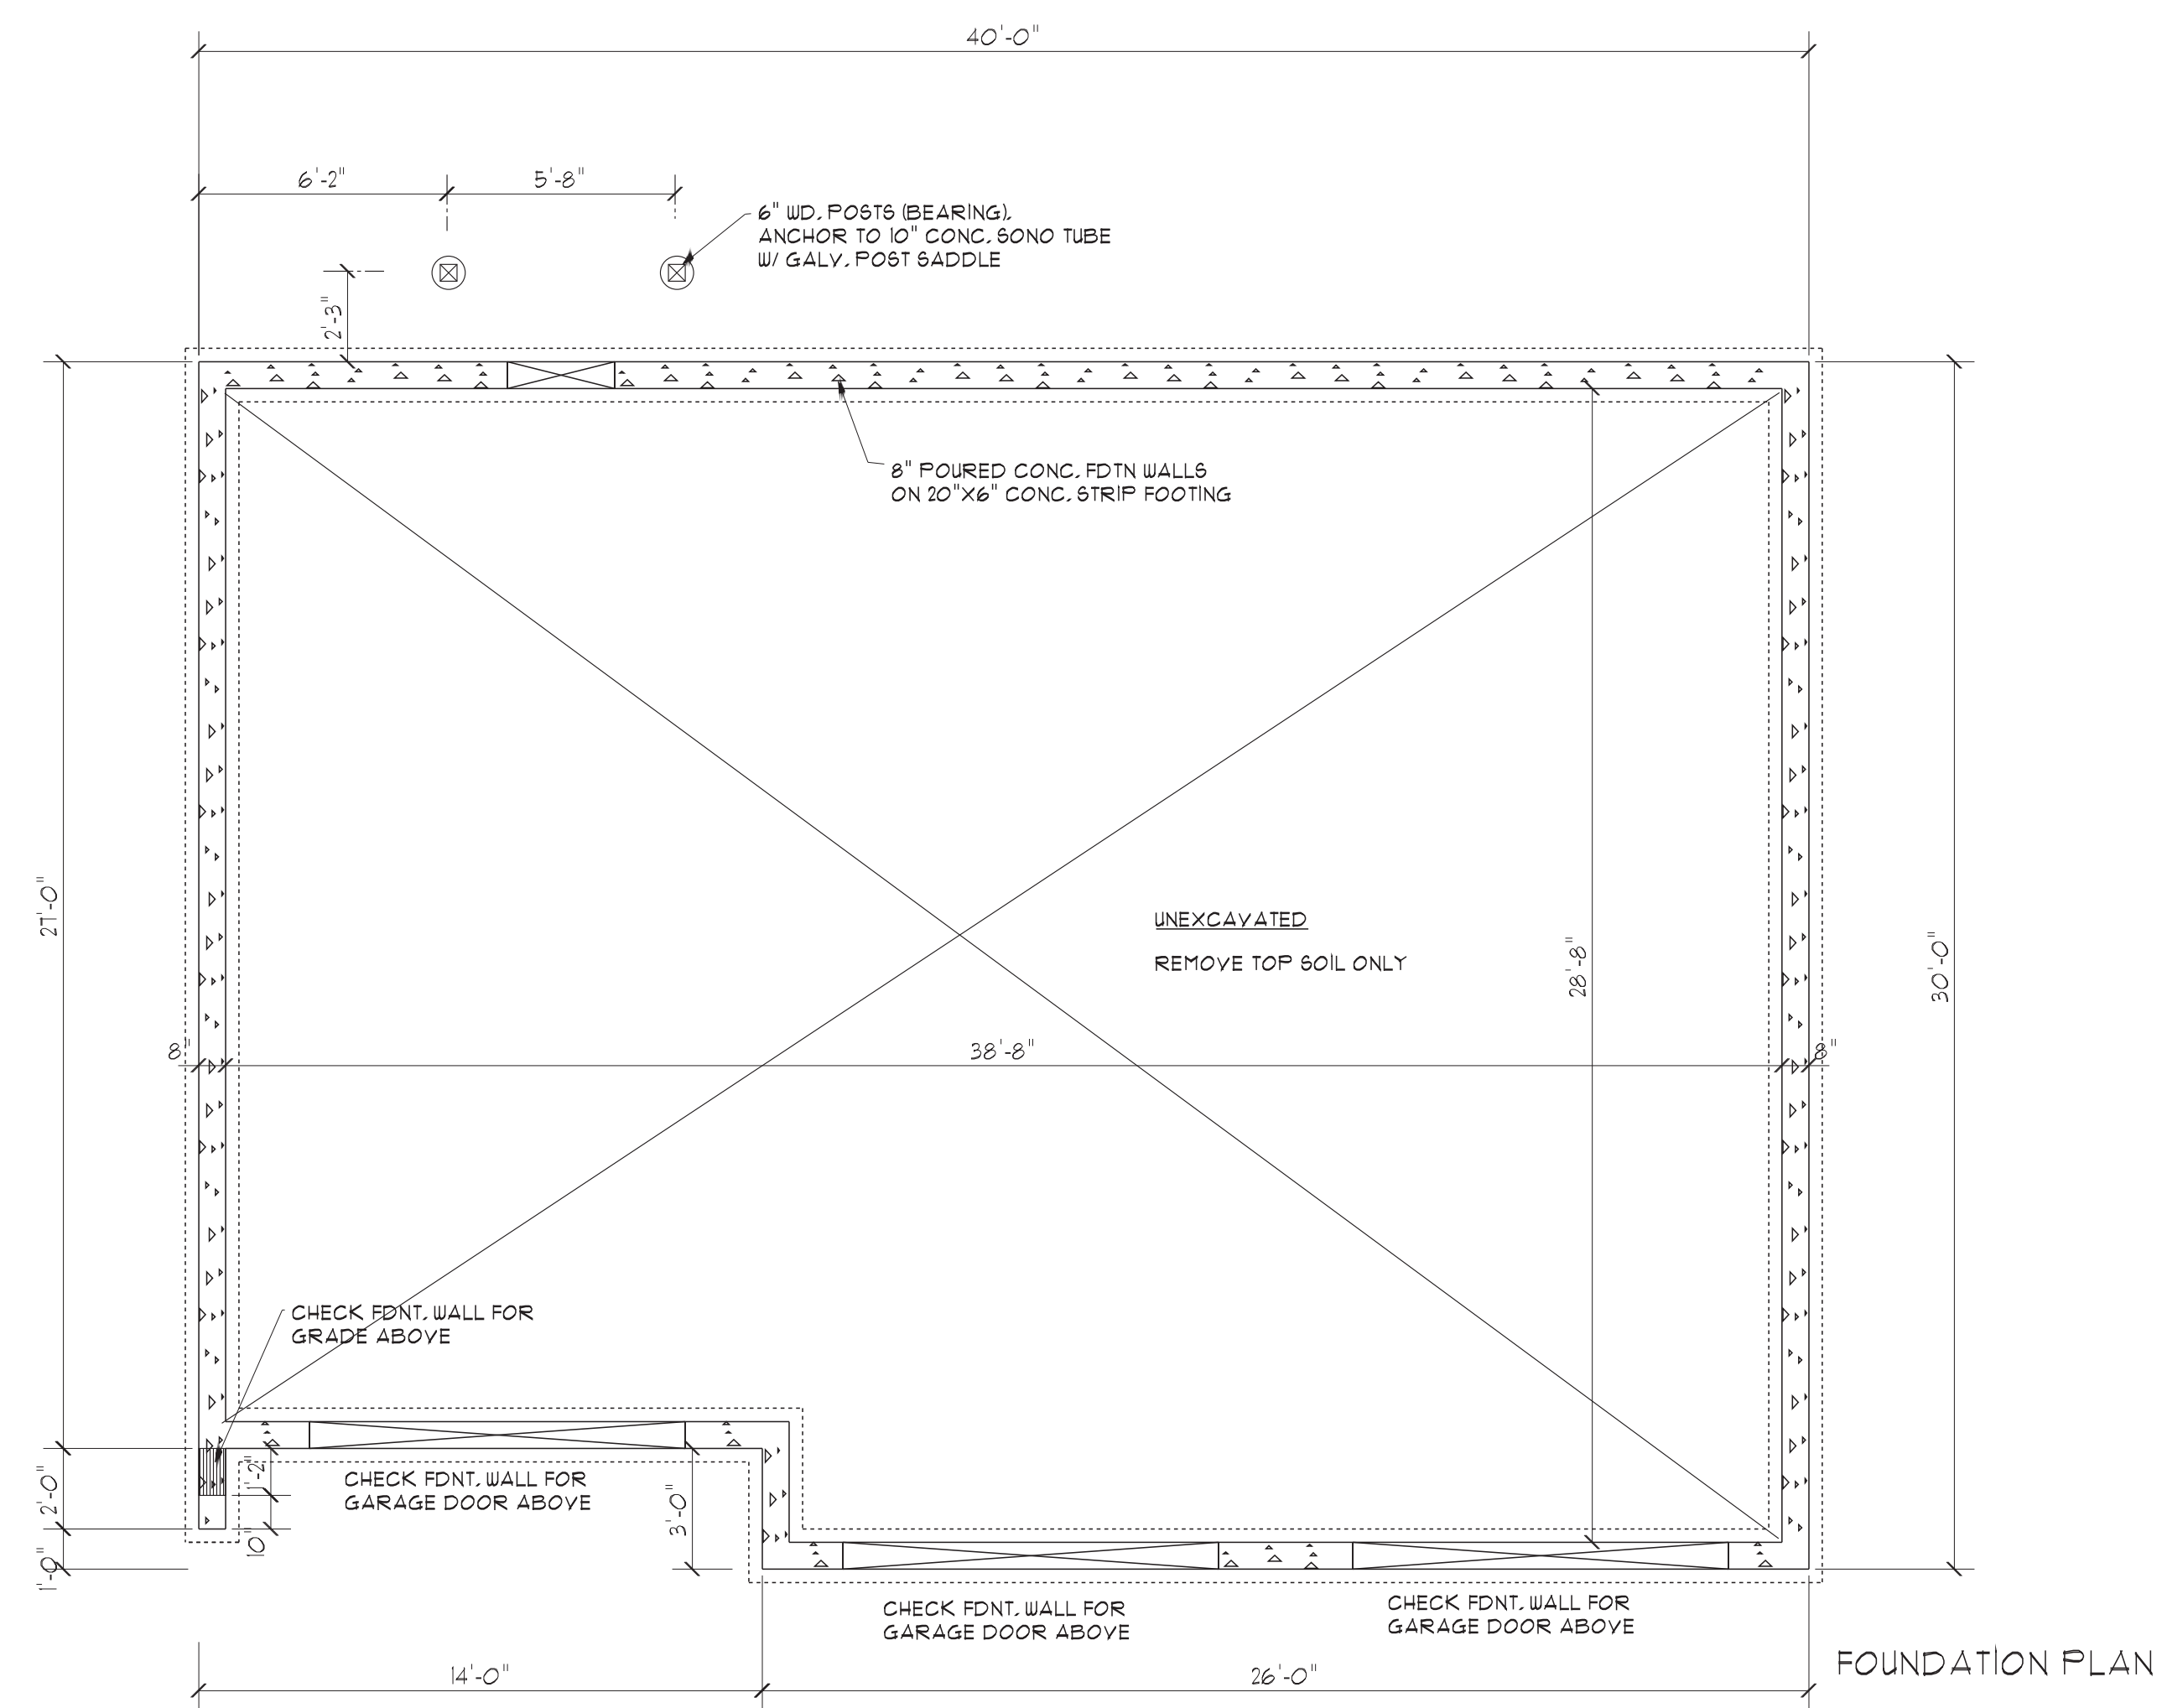 40'-0"
6'-2"
5'-8"
6" WD. POSTS (BEARING).
ANCHOR TO 10" CONC. SONO TUBE
W/ GALV. POST SADDLE
2'-3"
8" POURED CONC. FDTN WALLS
ON 20"X6" CONC. STRIP FOOTING
27'-0"
UNEXCAVATED
REMOVE TOP SOIL ONLY
28'-8"
30'-0"
8"
38'-8"
8"
CHECK FDNT. WALL FOR
GRADE ABOVE
1'-2"
10"
2'-0"
1'-0"
CHECK FDNT. WALL FOR
GARAGE DOOR ABOVE
3'-0"
CHECK FDNT. WALL FOR
GARAGE DOOR ABOVE
CHECK FDNT. WALL FOR
GARAGE DOOR ABOVE
FOUNDATION PLAN
14'-0"
26'-0"